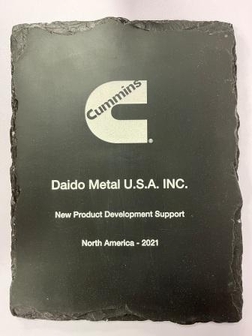 Cummins
Daido Metal U.S.A. INC.
New Product Development Support
North America - 2021